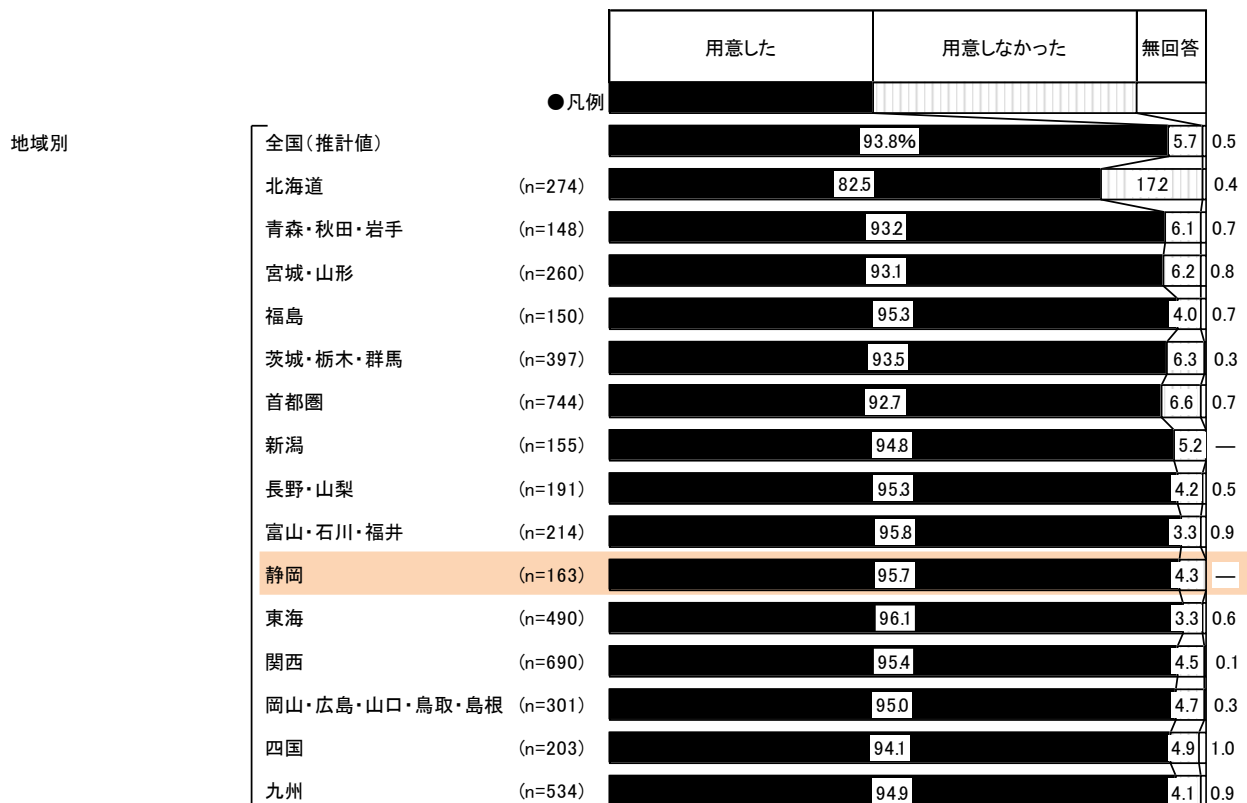 用意した 用意しなかった 無回答
●凡例
地域別 全国(推計値) 93.8% 5.7 0.5
北海道 (n=274) 82.5 17.2 0.4
青森・秋田・岩手 (n=148) 93.2 6.1 0.7
宮城・山形 (n=260) 93.1 6.2 0.8
福島 (n=150) 95.3 4.0 0.7
茨城・栃木・群馬 (n=397) 93.5 6.3 0.3
首都圏 (n=744) 92.7 6.6 0.7
新潟 (n=155) 94.8 5.2 ―
長野・山梨 (n=191) 95.3 4.2 0.5
富山・石川・福井 (n=214) 95.8 3.3 0.9
静岡 (n=163) 95.7 4.3 ―
東海 (n=490) 96.1 3.3 0.6
関西 (n=690) 95.4 4.5 0.1
岡山・広島・山口・鳥取・島根 (n=301) 95.0 4.7 0.3
四国 (n=203) 94.1 4.9 1.0
九州 (n=534) 94.9 4.1 0.9